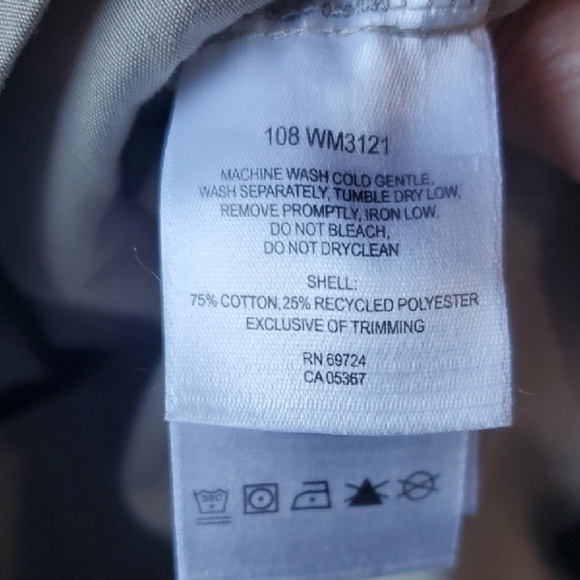 108 WM3121
MACHINE WASH COLD GENTLE.
WASH SEPARATELY, TUMBLE DRY LOW,
REMOVE PROMPTLY, IRON LOW.
DO NOT BLEACH,
DO NOT DRYCLEAN
SHELL:
75% COTTON, 25% RECYCLED POLYESTER
EXCLUSIVE OF TRIMMING
RN 69724
CA 05367
30C